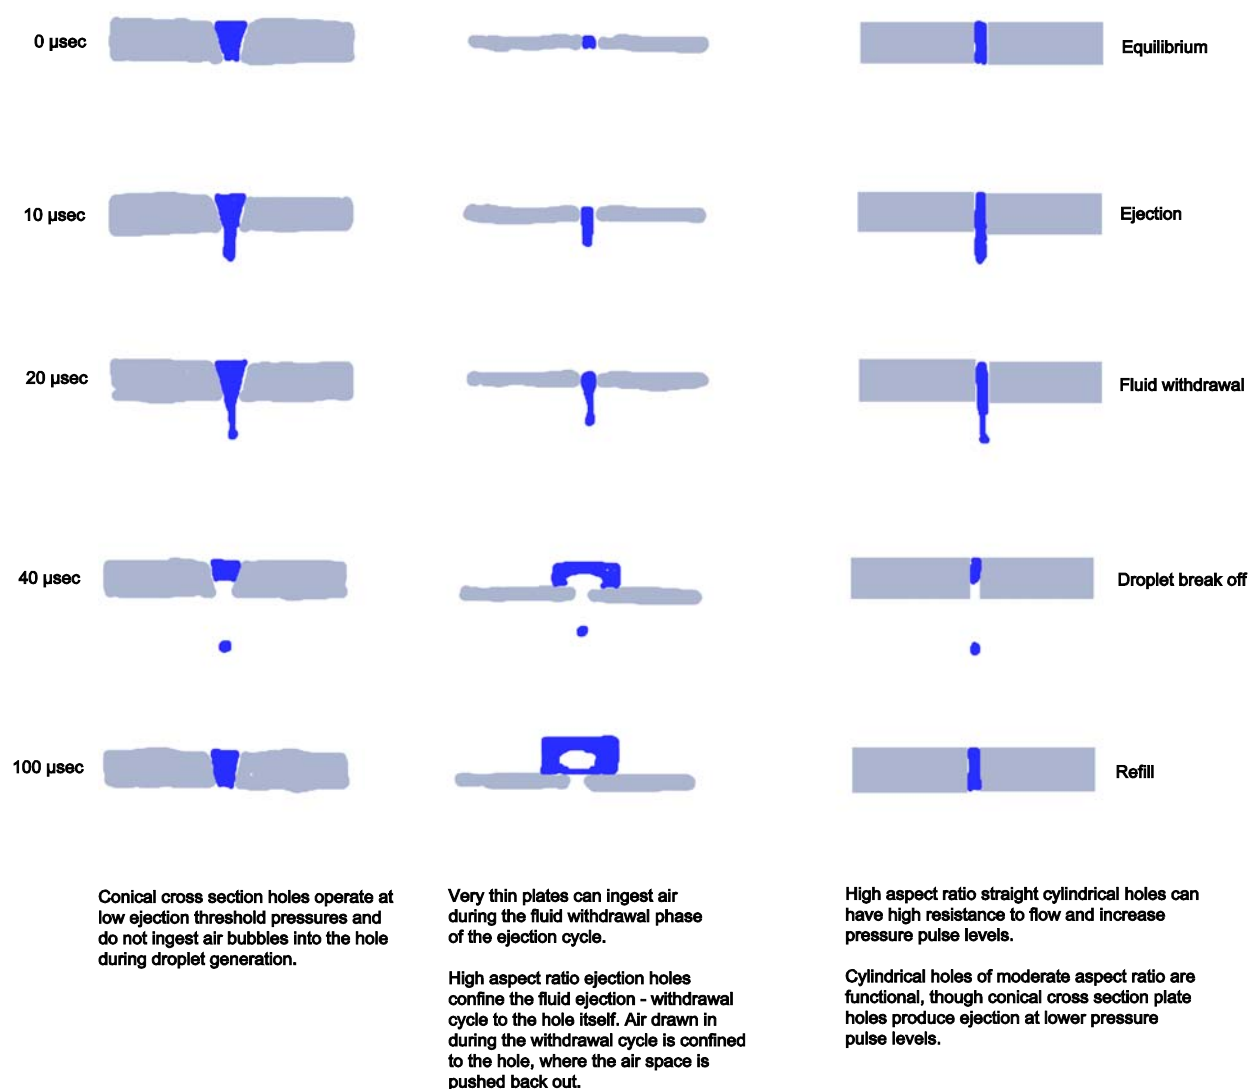 0 µsec
Equilibrium
10 µsec
Ejection
20 µsec
Fluid withdrawal
40 µsec
Droplet break off
100 µsec
Refill
Conical cross section holes operate at
low ejection threshold pressures and
do not ingest air bubbles into the hole
during droplet generation.
Very thin plates can ingest air
during the fluid withdrawal phase
of the ejection cycle.
High aspect ratio ejection holes
confine the fluid ejection - withdrawal
cycle to the hole itself. Air drawn in
during the withdrawal cycle is confined
to the hole, where the air space is
pushed back out.
High aspect ratio straight cylindrical holes can
have high resistance to flow and increase
pressure pulse levels.
Cylindrical holes of moderate aspect ratio are
functional, though conical cross section plate
holes produce ejection at lower pressure
pulse levels.